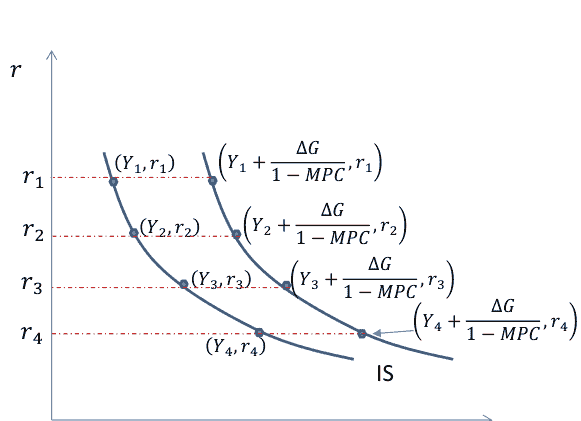 r
r₁
(Y₁, r₁)
(Y₁ + ΔG / (1 − MPC), r₁)
r₂
(Y₂, r₂)
(Y₂ + ΔG / (1 − MPC), r₂)
r₃
(Y₃, r₃)
(Y₃ + ΔG / (1 − MPC), r₃)
r₄
(Y₄, r₄)
(Y₄ + ΔG / (1 − MPC), r₄)
IS